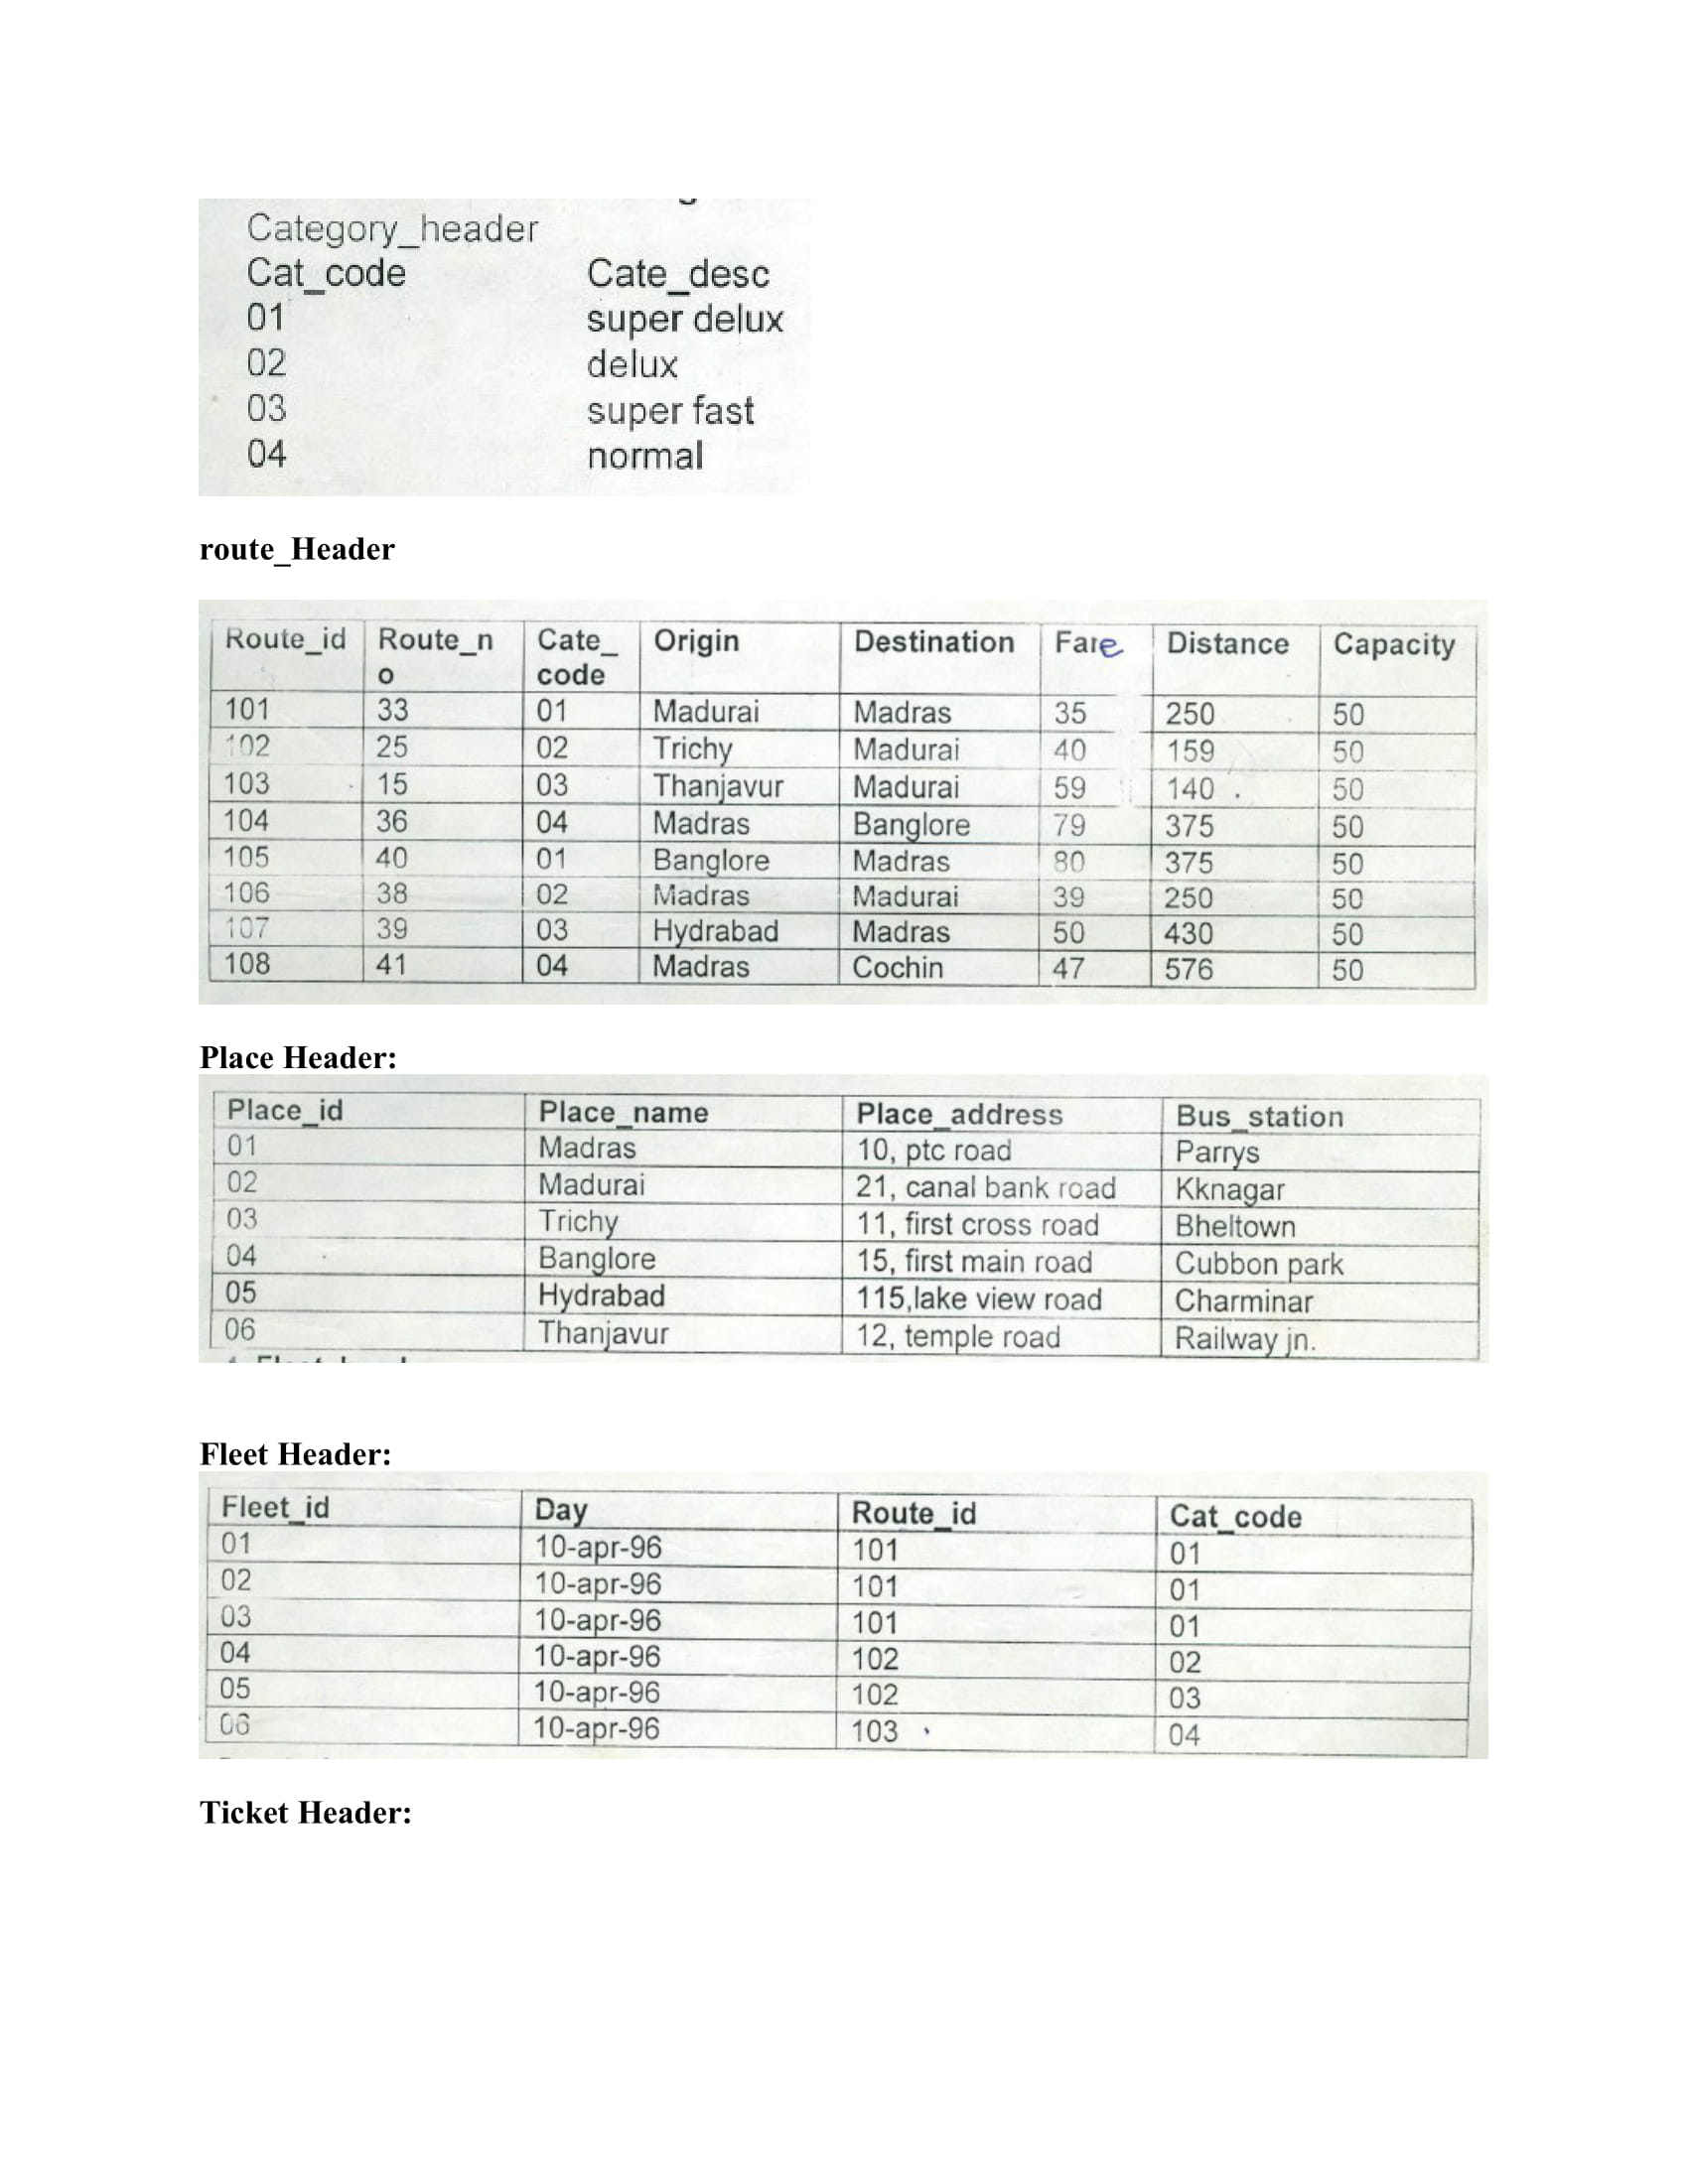 Category_header
Cat_code Cate_desc
01 super delux
02 delux
03 super fast
04 normal
route_Header
Route_id Route_n Cate_ Origin Destination Fare Distance Capacity
o code
101 33 01 Madurai Madras 35 250 50
102 25 02 Trichy Madurai 40 159 50
103 15 03 Thanjavur Madurai 59 140 50
104 36 04 Madras Banglore 79 375 50
105 40 01 Banglore Madras 80 375 50
106 38 02 Madras Madurai 39 250 50
107 39 03 Hydrabad Madras 50 430 50
108 41 04 Madras Cochin 47 576 50
Place Header:
Place_id Place_name Place_address Bus_station
01 Madras 10, ptc road Parrys
02 Madurai 21, canal bank road Kknagar
03 Trichy 11, first cross road Bheltown
04 Banglore 15, first main road Cubbon park
05 Hydrabad 115,lake view road Charminar
06 Thanjavur 12, temple road Railway jn.
Fleet Header:
Fleet_id Day Route_id Cat_code
01 10-apr-96 101 01
02 10-apr-96 101 01
03 10-apr-96 101 01
04 10-apr-96 102 02
05 10-apr-96 102 03
06 10-apr-96 103 04
Ticket Header: